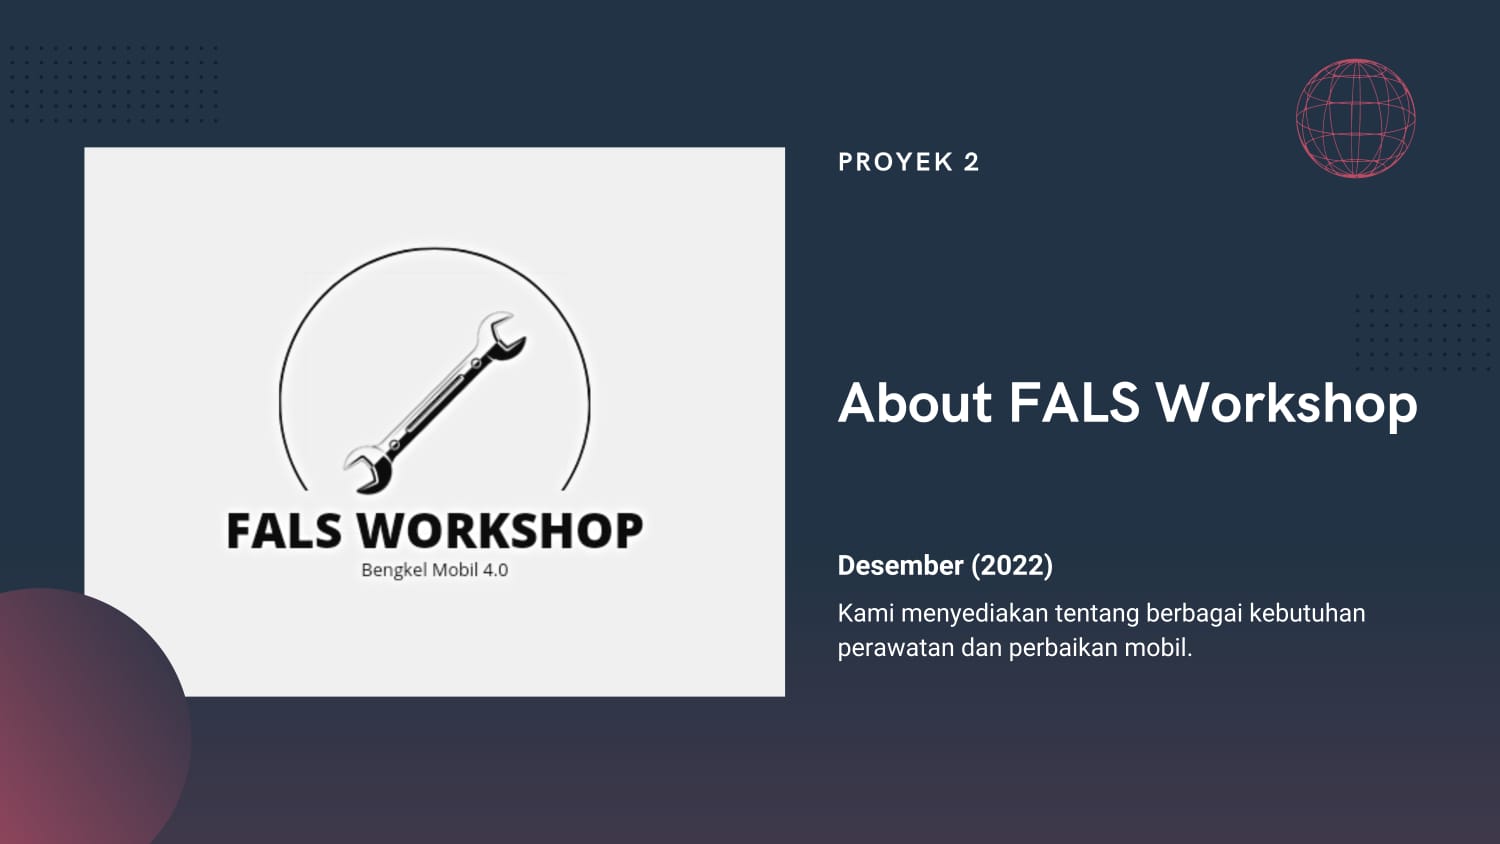 PROYEK 2
FALS WORKSHOP
Bengkel Mobil 4.0
About FALS Workshop
Desember (2022)
Kami menyediakan tentang berbagai kebutuhan
perawatan dan perbaikan mobil.